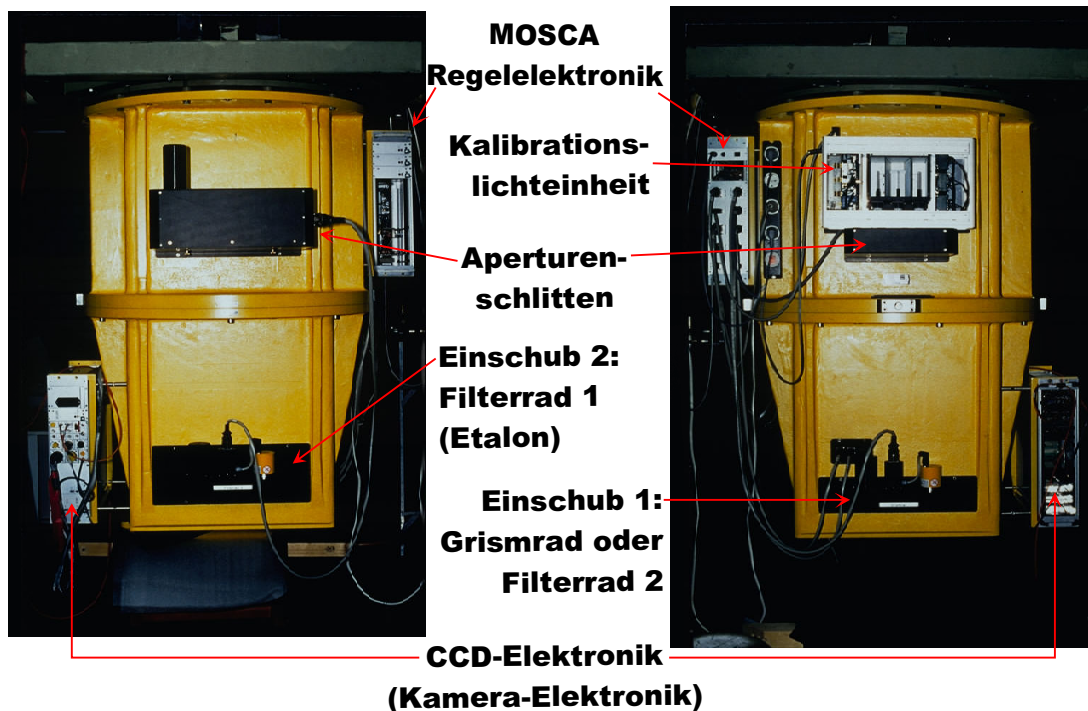 MOSCA
Regelelektronik
Kalibrations-
lichteinheit
Aperturen-
schlitten
Einschub 2:
Filterrad 1
(Etalon)
Einschub 1:
Grismrad oder
Filterrad 2
CCD-Elektronik
(Kamera-Elektronik)